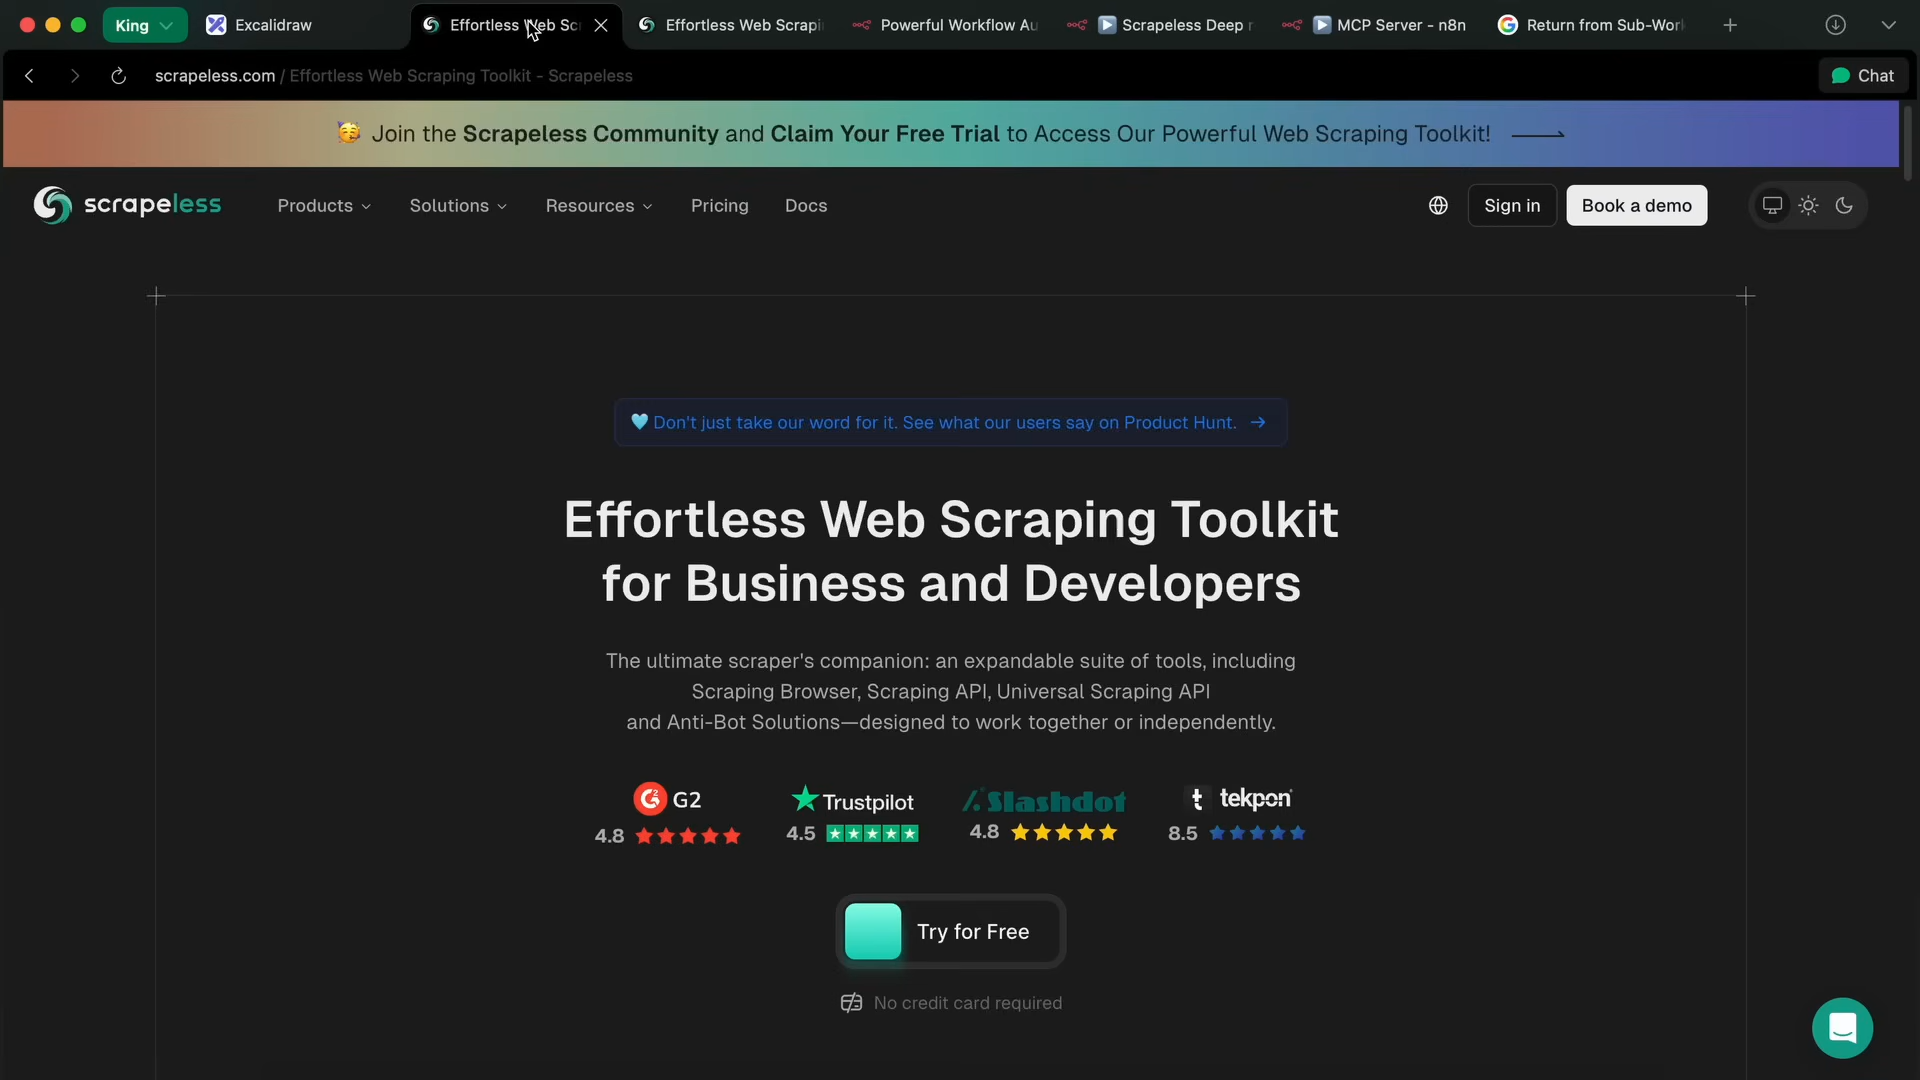 King
Excalidraw
Effortless Web Scr
Effortless Web Scrapi
Powerful Workflow Au
Scrapeless Deep r
MCP Server - n8n
Return from Sub-Wor
scrapeless.com / Effortless Web Scraping Toolkit - Scrapeless
Chat
Join the Scrapeless Community and Claim Your Free Trial to Access Our Powerful Web Scraping Toolkit!
scrapeless
Products
Solutions
Resources
Pricing
Docs
Sign in
Book a demo
Don't just take our word for it. See what our users say on Product Hunt.
Effortless Web Scraping Toolkit
for Business and Developers
The ultimate scraper's companion: an expandable suite of tools, including
Scraping Browser, Scraping API, Universal Scraping API
and Anti-Bot Solutions—designed to work together or independently.
G2
Trustpilot
Slashdot
tekpon
4.8
4.5
4.8
8.5
Try for Free
No credit card required